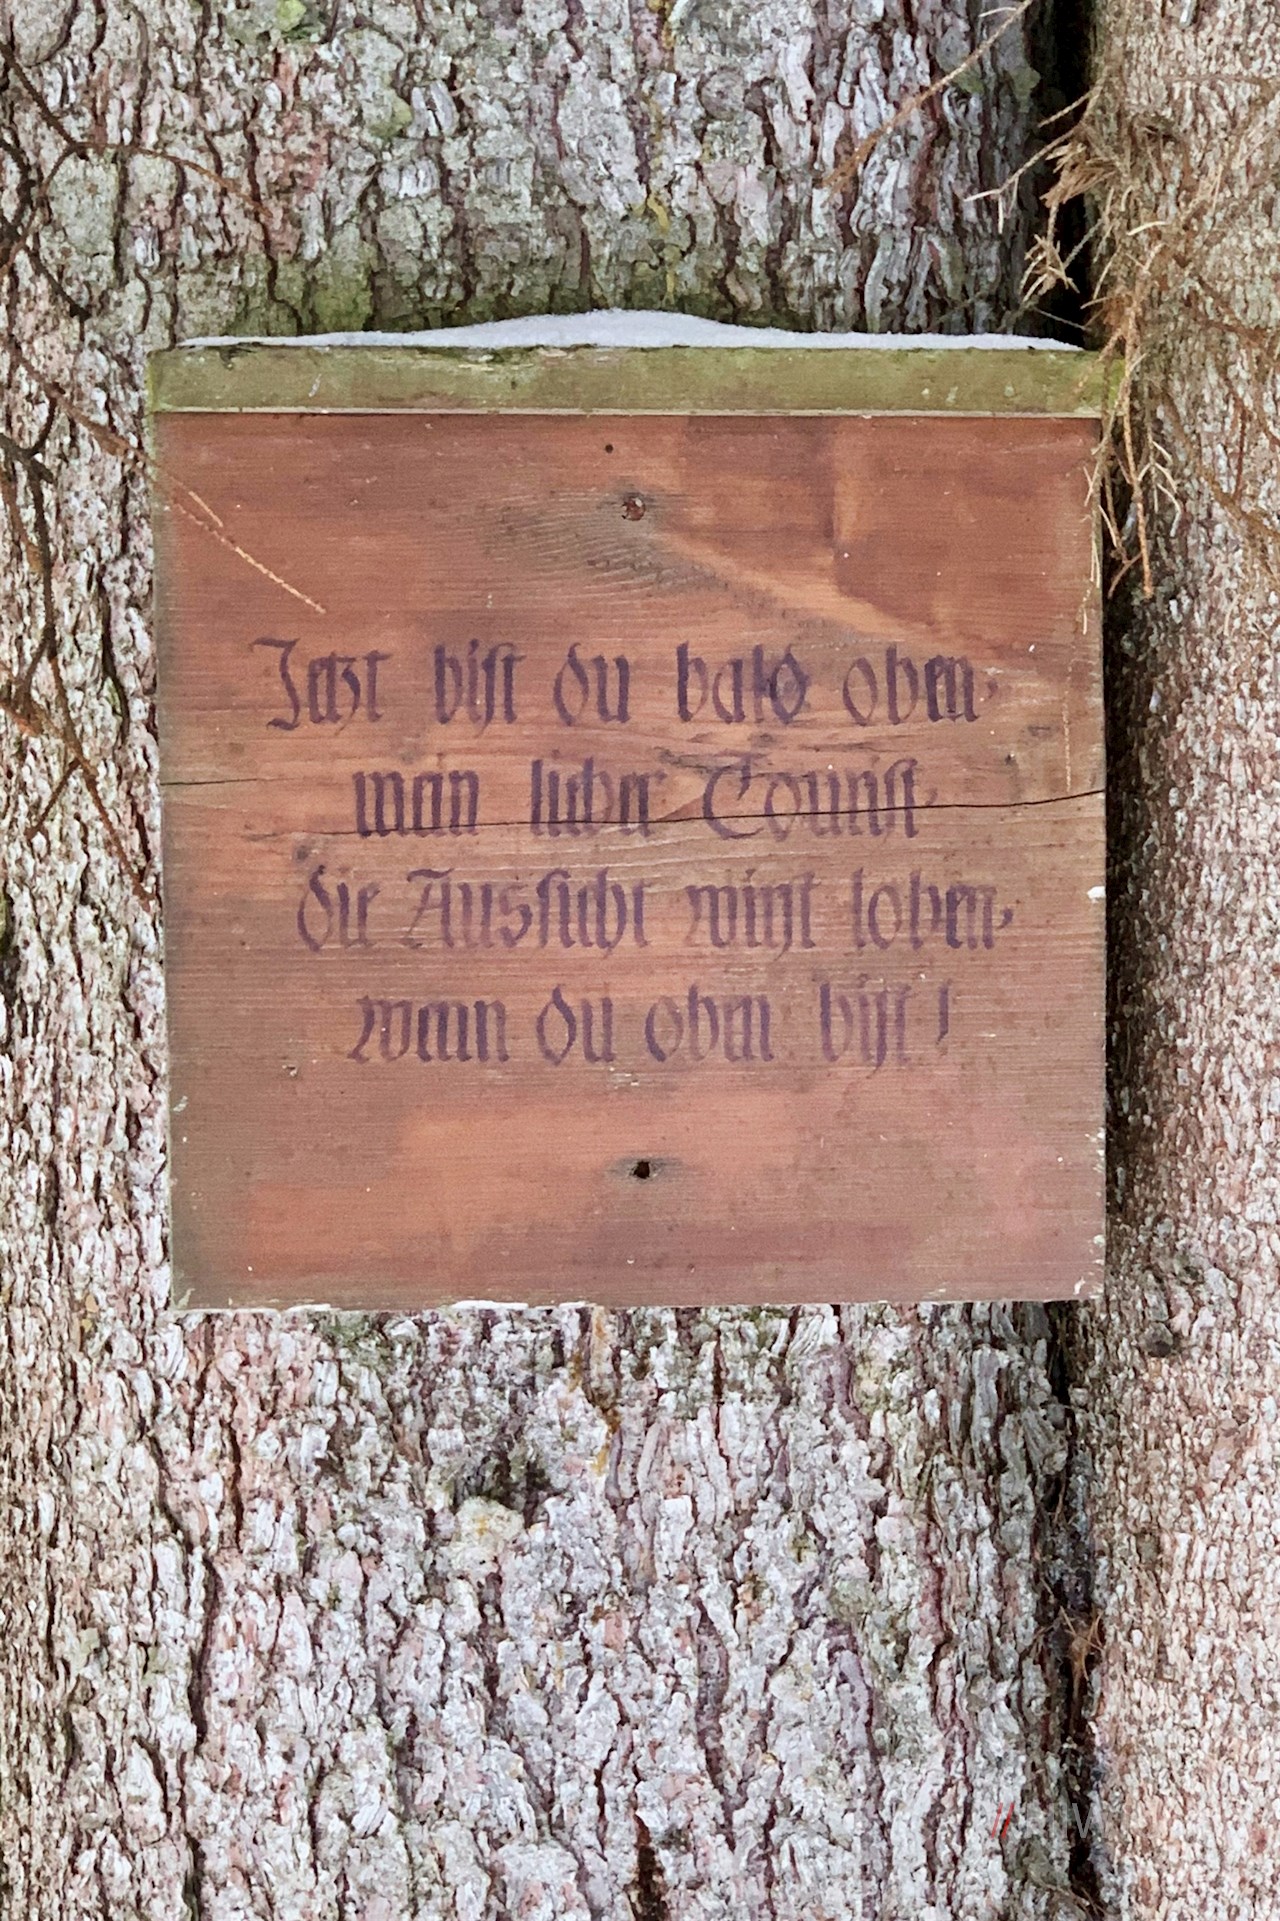 Jetzt bist du bald oben,
mein lieber Tourist,
die Aussicht wirst loben,
wenn du oben bist!